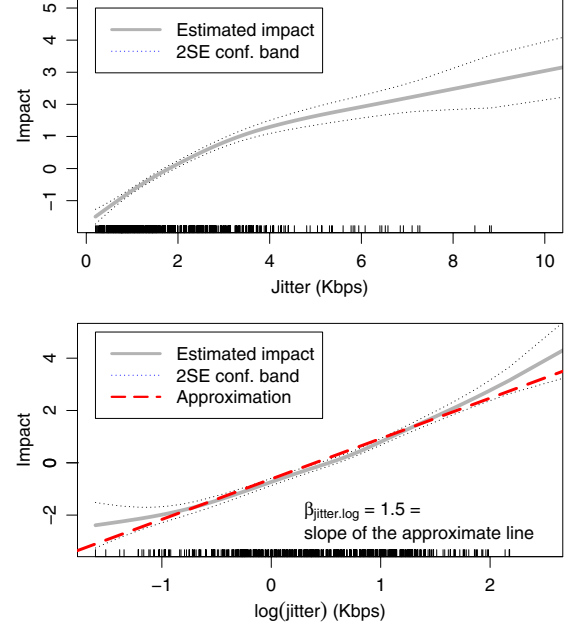 5
4
3
2
1
0
−1
Impact
Estimated impact
2SE conf. band
0 2 4 6 8 10
Jitter (Kbps)
4
2
0
−2
Impact
Estimated impact
2SE conf. band
Approximation
βjitter.log = 1.5 =
slope of the approximate line
−1 0 1 2
log(jitter) (Kbps)